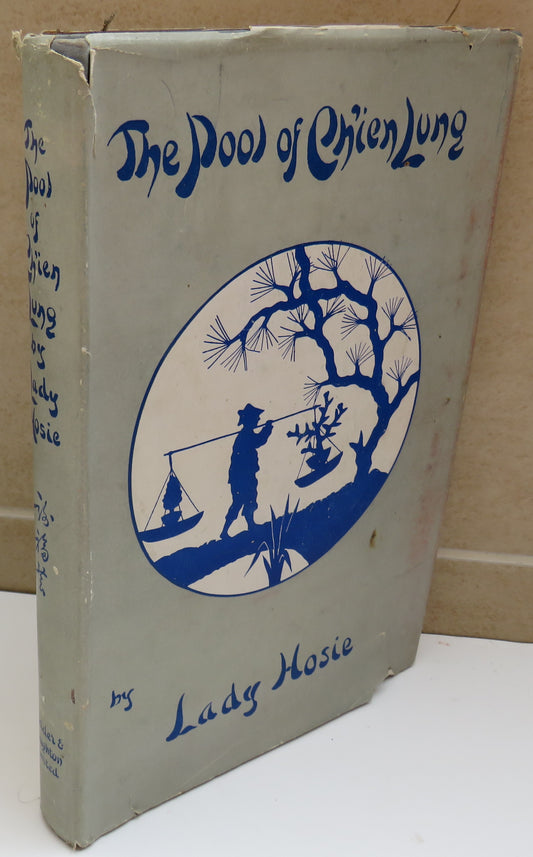 The Pool of Ch'ien Lung
by Lady Hosie
The
Pool
of
Ch'ien
Lung
by
Lady
Hosie